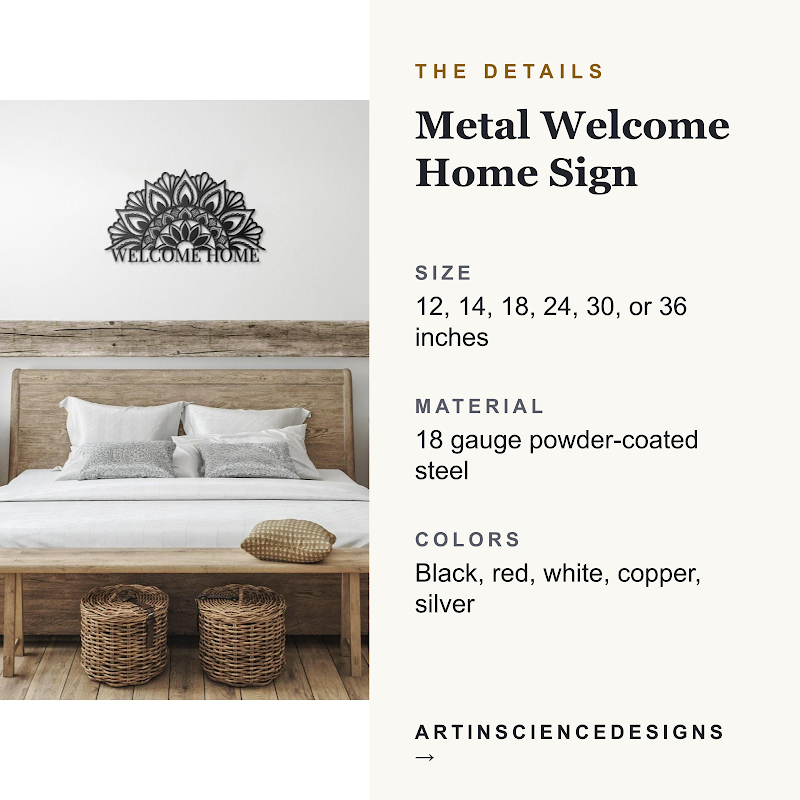 WELCOME HOME
THE DETAILS
Metal Welcome
Home Sign
SIZE
12, 14, 18, 24, 30, or 36
inches
MATERIAL
18 gauge powder-coated
steel
COLORS
Black, red, white, copper,
silver
ARTINSCIENCEDESIGNS
→